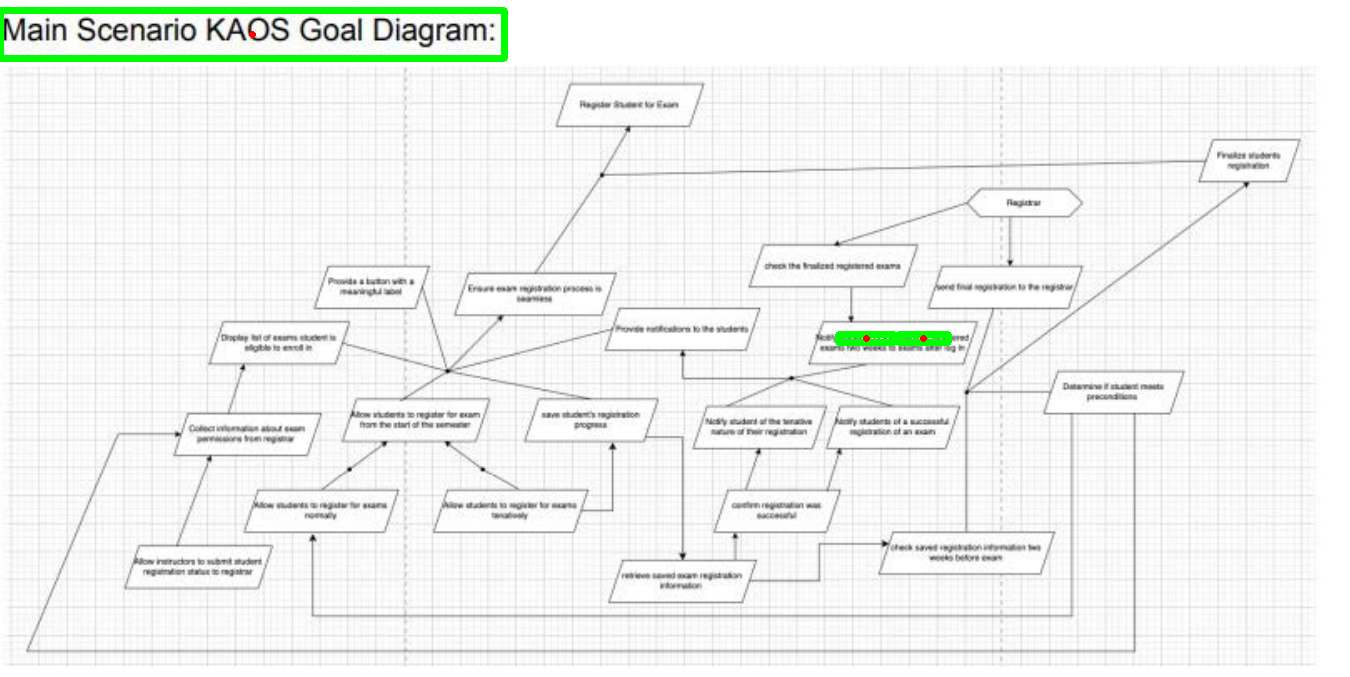 Main Scenario KAOS Goal Diagram:
Register Student for Exam
Finalize students
registration
Registrar
check the finalized registered exams
send final registration to the registrar
Provide a button with a
meaningful label
Ensure exam registration process is
seamless
Provide notifications to the students
Notify
ered
exams two weeks to exams after log in
Display list of exams student is
eligible to enroll in
Determine if student meets
preconditions
Allow students to register for exam
from the start of the semester
save student's registration
progress
Notify student of the tenative
nature of their registration
Notify students of a successful
registration of an exam
Collect information about exam
permissions from registrar
Allow students to register for exams
normally
Allow students to register for exams
tenatively
confirm registration was
successful
check saved registration information two
weeks before exam
Allow instructors to submit student
registration status to registrar
retrieve saved exam registration
information